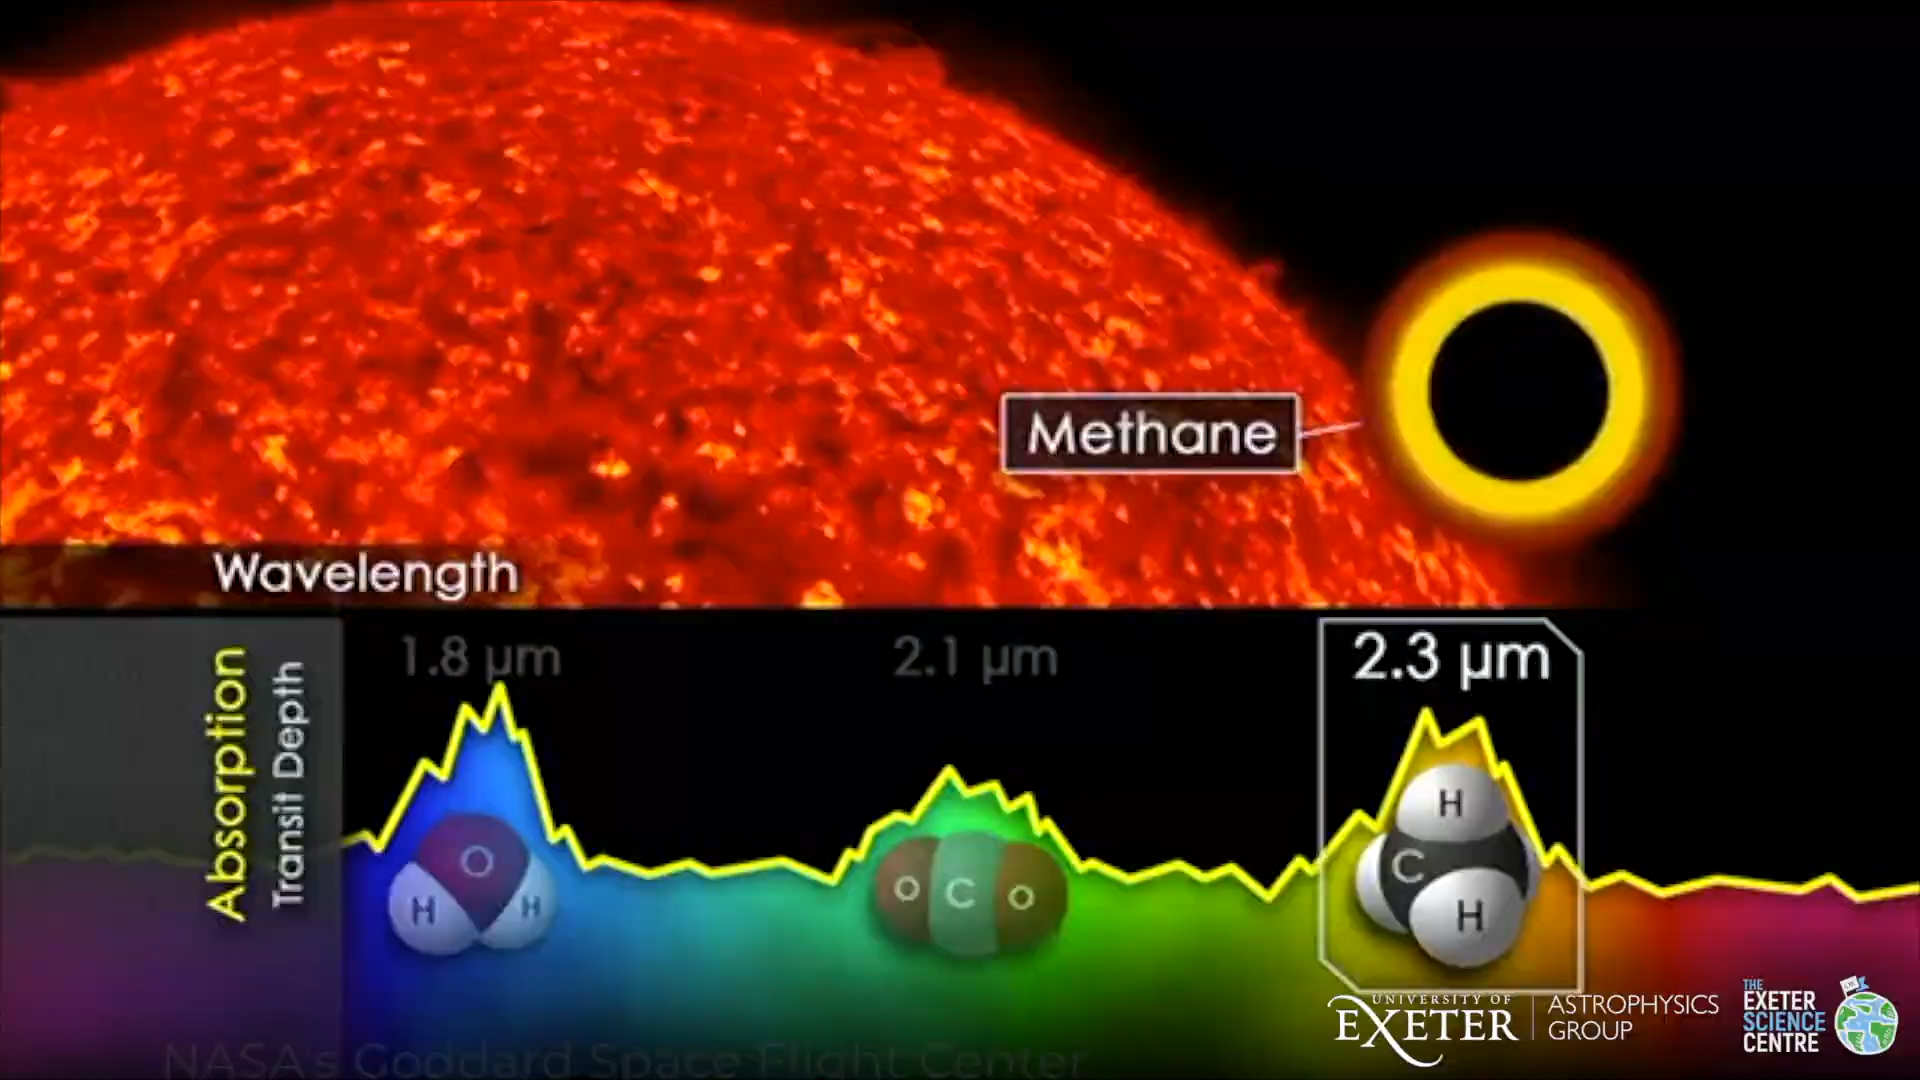 Methane
Wavelength
1.8 μm
2.1 μm
2.3 μm
Absorption
Transit Depth
O
H
H
O
C
O
H
C
H
NASA's Goddard Space Flight Center
UNIVERSITY OF
EXETER
ASTROPHYSICS
GROUP
THE
EXETER
SCIENCE
CENTRE